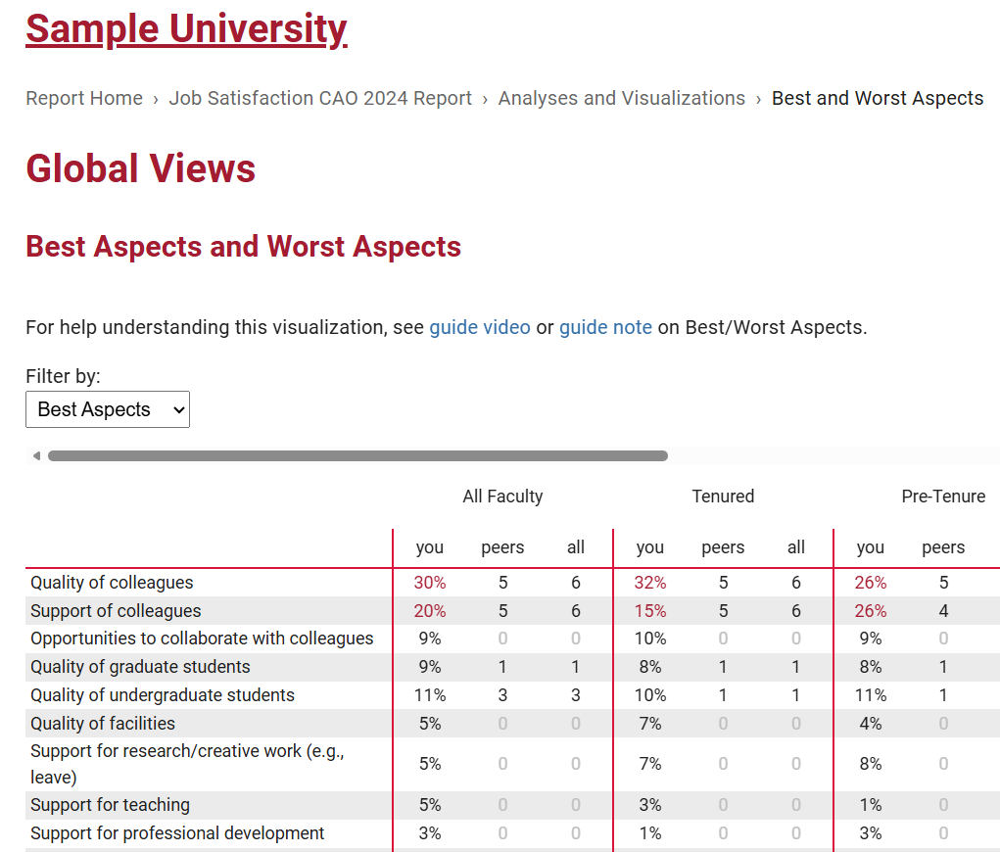 Sample University
Report Home › Job Satisfaction CAO 2024 Report › Analyses and Visualizations › Best and Worst Aspects
Global Views
Best Aspects and Worst Aspects
For help understanding this visualization, see guide video or guide note on Best/Worst Aspects.
Filter by:
Best Aspects
All Faculty Tenured Pre-Tenure
you peers all you peers all you peers
Quality of colleagues 30% 5 6 32% 5 6 26% 5
Support of colleagues 20% 5 6 15% 5 6 26% 4
Opportunities to collaborate with colleagues 9% 0 0 10% 0 0 9% 0
Quality of graduate students 9% 1 1 8% 1 1 8% 1
Quality of undergraduate students 11% 3 3 10% 1 1 11% 1
Quality of facilities 5% 0 0 7% 0 0 4% 0
Support for research/creative work (e.g.,
leave) 5% 0 0 7% 0 0 8% 0
Support for teaching 5% 0 0 3% 0 0 1% 0
Support for professional development 3% 0 0 1% 0 0 3% 0